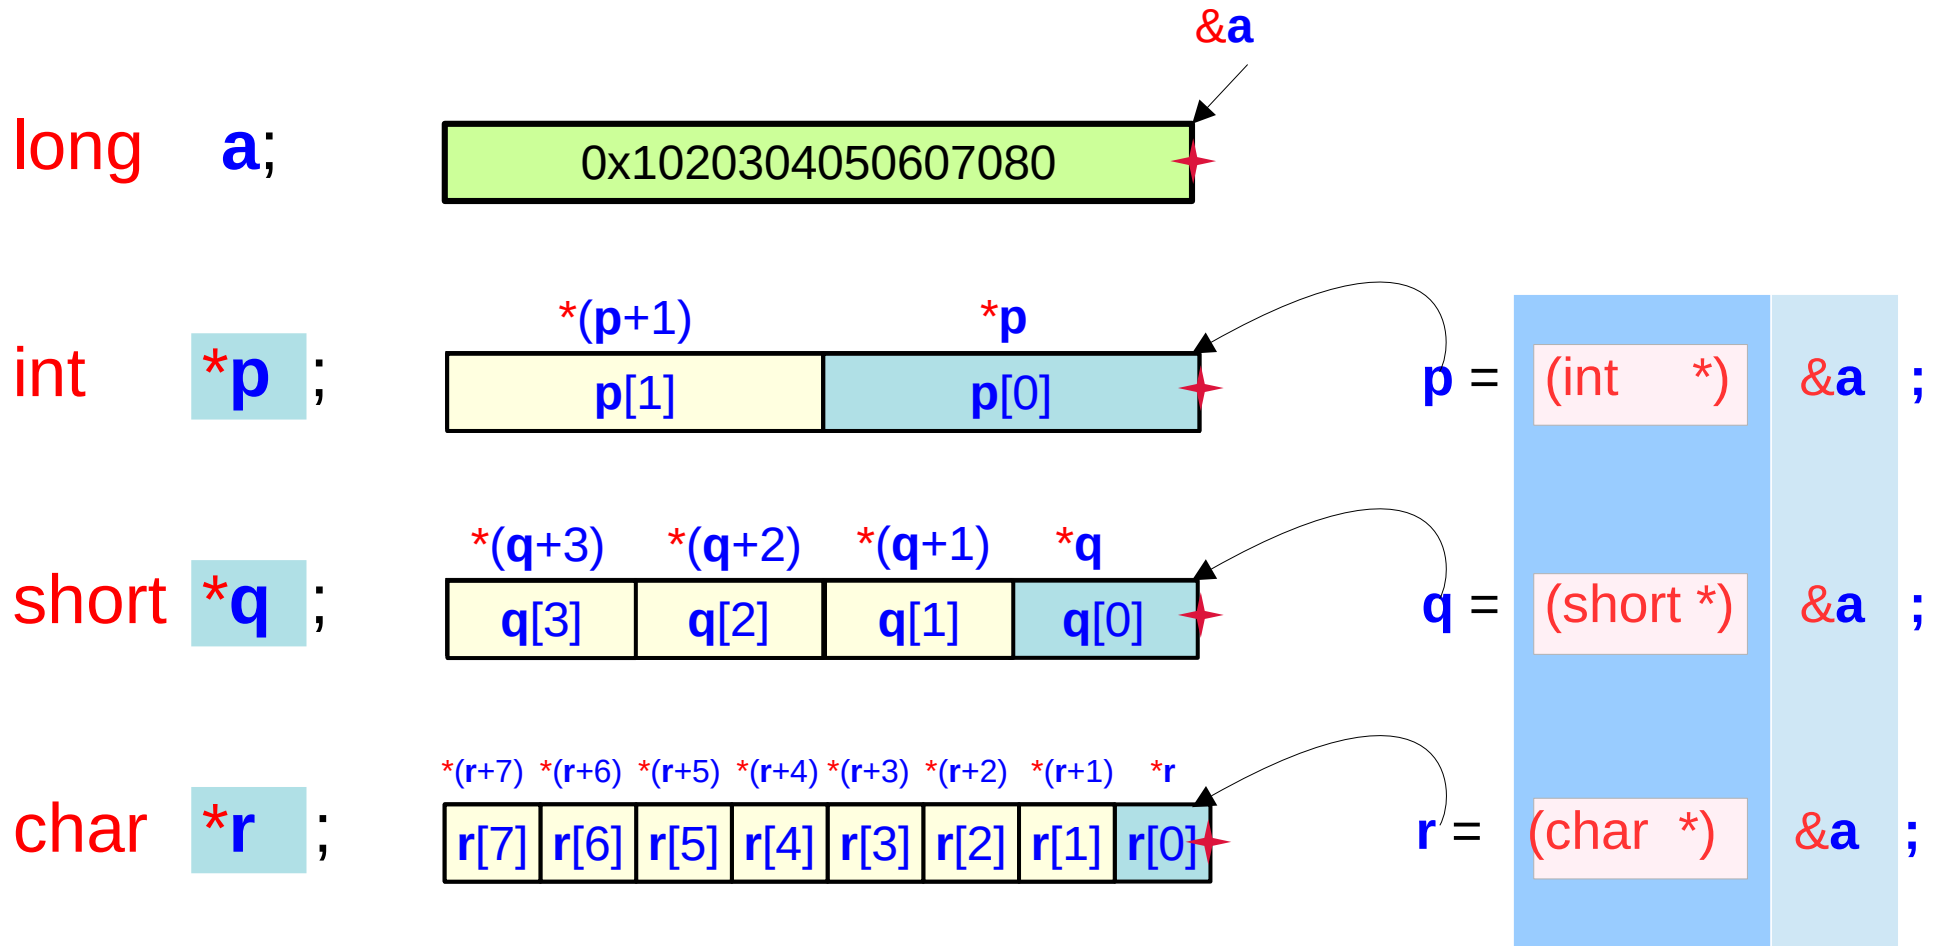 &a
long a; 0x1020304050607080
*(p+1) *p
int *p ; p[1] p[0] p = (int *) &a ;
*(q+3) *(q+2) *(q+1) *q
short *q ; q[3] q[2] q[1] q[0] q = (short *) &a ;
*(r+7) *(r+6) *(r+5) *(r+4) *(r+3) *(r+2) *(r+1) *r
char *r ; r[7] r[6] r[5] r[4] r[3] r[2] r[1] r[0] r = (char *) &a ;